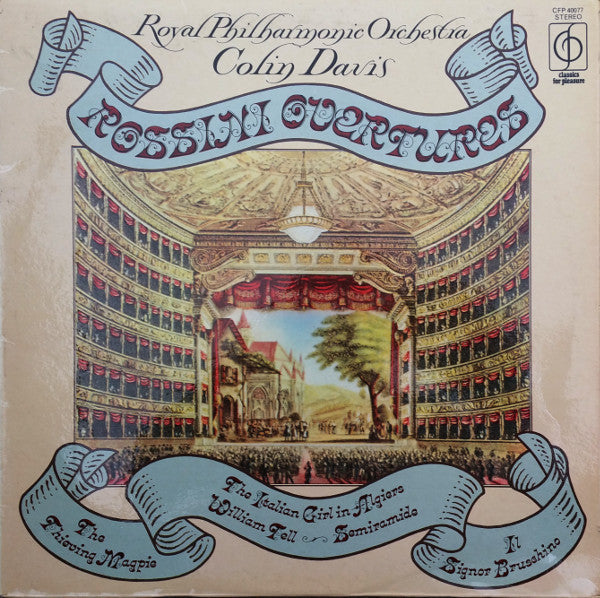 Royal Philharmonic Orchestra
Colin Davis
CFP 40077
STEREO
classics
for pleasure
ROSSINI OVERTURES
The Italian Girl in Algiers
William Tell ~ Semiramide
The
Thieving Magpie
Il
Signor Bruschino